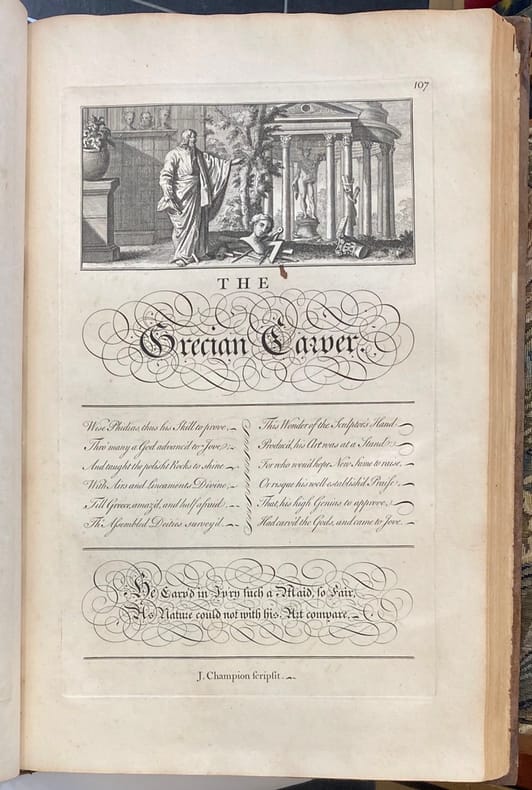 107
THE
Grecian Carver.
Wise Phidias, thus his Skill to prove,
Thro' many a God advanc'd to Jove,
And taught the polish'd Rocks to shine
With Airs and Lineaments Divine,
Till Greece, amaz'd, and half afraid,
Th' Assembled Deities survey'd.
This Wonder of the Sculptor's Hand
Produc'd, his Art was at a Stand;
For who wou'd hope New Fame to raise,
Or risque his well establish'd Praise
That, his high Genius to approve,
Had carv'd the Gods, and came to Jove.
He Carv'd in Iv'ry such a Maid, so Fair,
As Nature could not with his Art compare.
J. Champion scripsit.